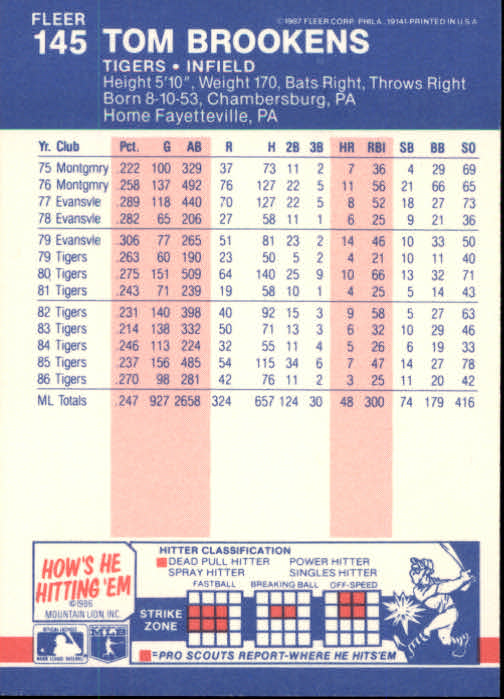 FLEER ©1987 FLEER CORP. PHILA., 19141-PRINTED IN U.S.A.
145 TOM BROOKENS
TIGERS • INFIELD
Height 5'10", Weight 170, Bats Right, Throws Right
Born 8-10-53, Chambersburg, PA
Home Fayetteville, PA
Yr. Club Pct. G AB R H 2B 3B HR RBI SB BB SO
75 Montgmry .222 100 329 37 73 11 2 7 36 4 29 69
76 Montgmry .258 137 492 76 127 22 5 11 56 21 66 65
77 Evansvle .289 118 440 70 127 22 5 8 52 18 27 73
78 Evansvle .282 65 206 27 58 11 1 6 25 9 21 36
79 Evansvle .306 77 265 51 81 23 2 14 46 10 33 50
79 Tigers .263 60 190 23 50 5 2 4 21 10 11 40
80 Tigers .275 151 509 64 140 25 9 10 66 13 32 71
81 Tigers .243 71 239 19 58 10 1 4 25 5 14 43
82 Tigers .231 140 398 40 92 15 3 9 58 5 27 63
83 Tigers .214 138 332 50 71 13 3 6 32 10 29 46
84 Tigers .246 113 224 32 55 11 4 5 26 6 19 33
85 Tigers .237 156 485 54 115 34 6 7 47 14 27 78
86 Tigers .270 98 281 42 76 11 2 3 25 11 20 42
ML Totals .247 927 2658 324 657 124 30 48 300 74 179 416
HOW'S HE
HITTING 'EM
©1986
MOUNTAIN LION, INC.
HITTER CLASSIFICATION
DEAD PULL HITTER POWER HITTER
SPRAY HITTER SINGLES HITTER
FASTBALL BREAKING BALL OFF-SPEED
STRIKE
ZONE
=PRO SCOUTS REPORT-WHERE HE HITS'EM
OFFICIAL LICENSEE
MAJOR LEAGUE BASEBALL